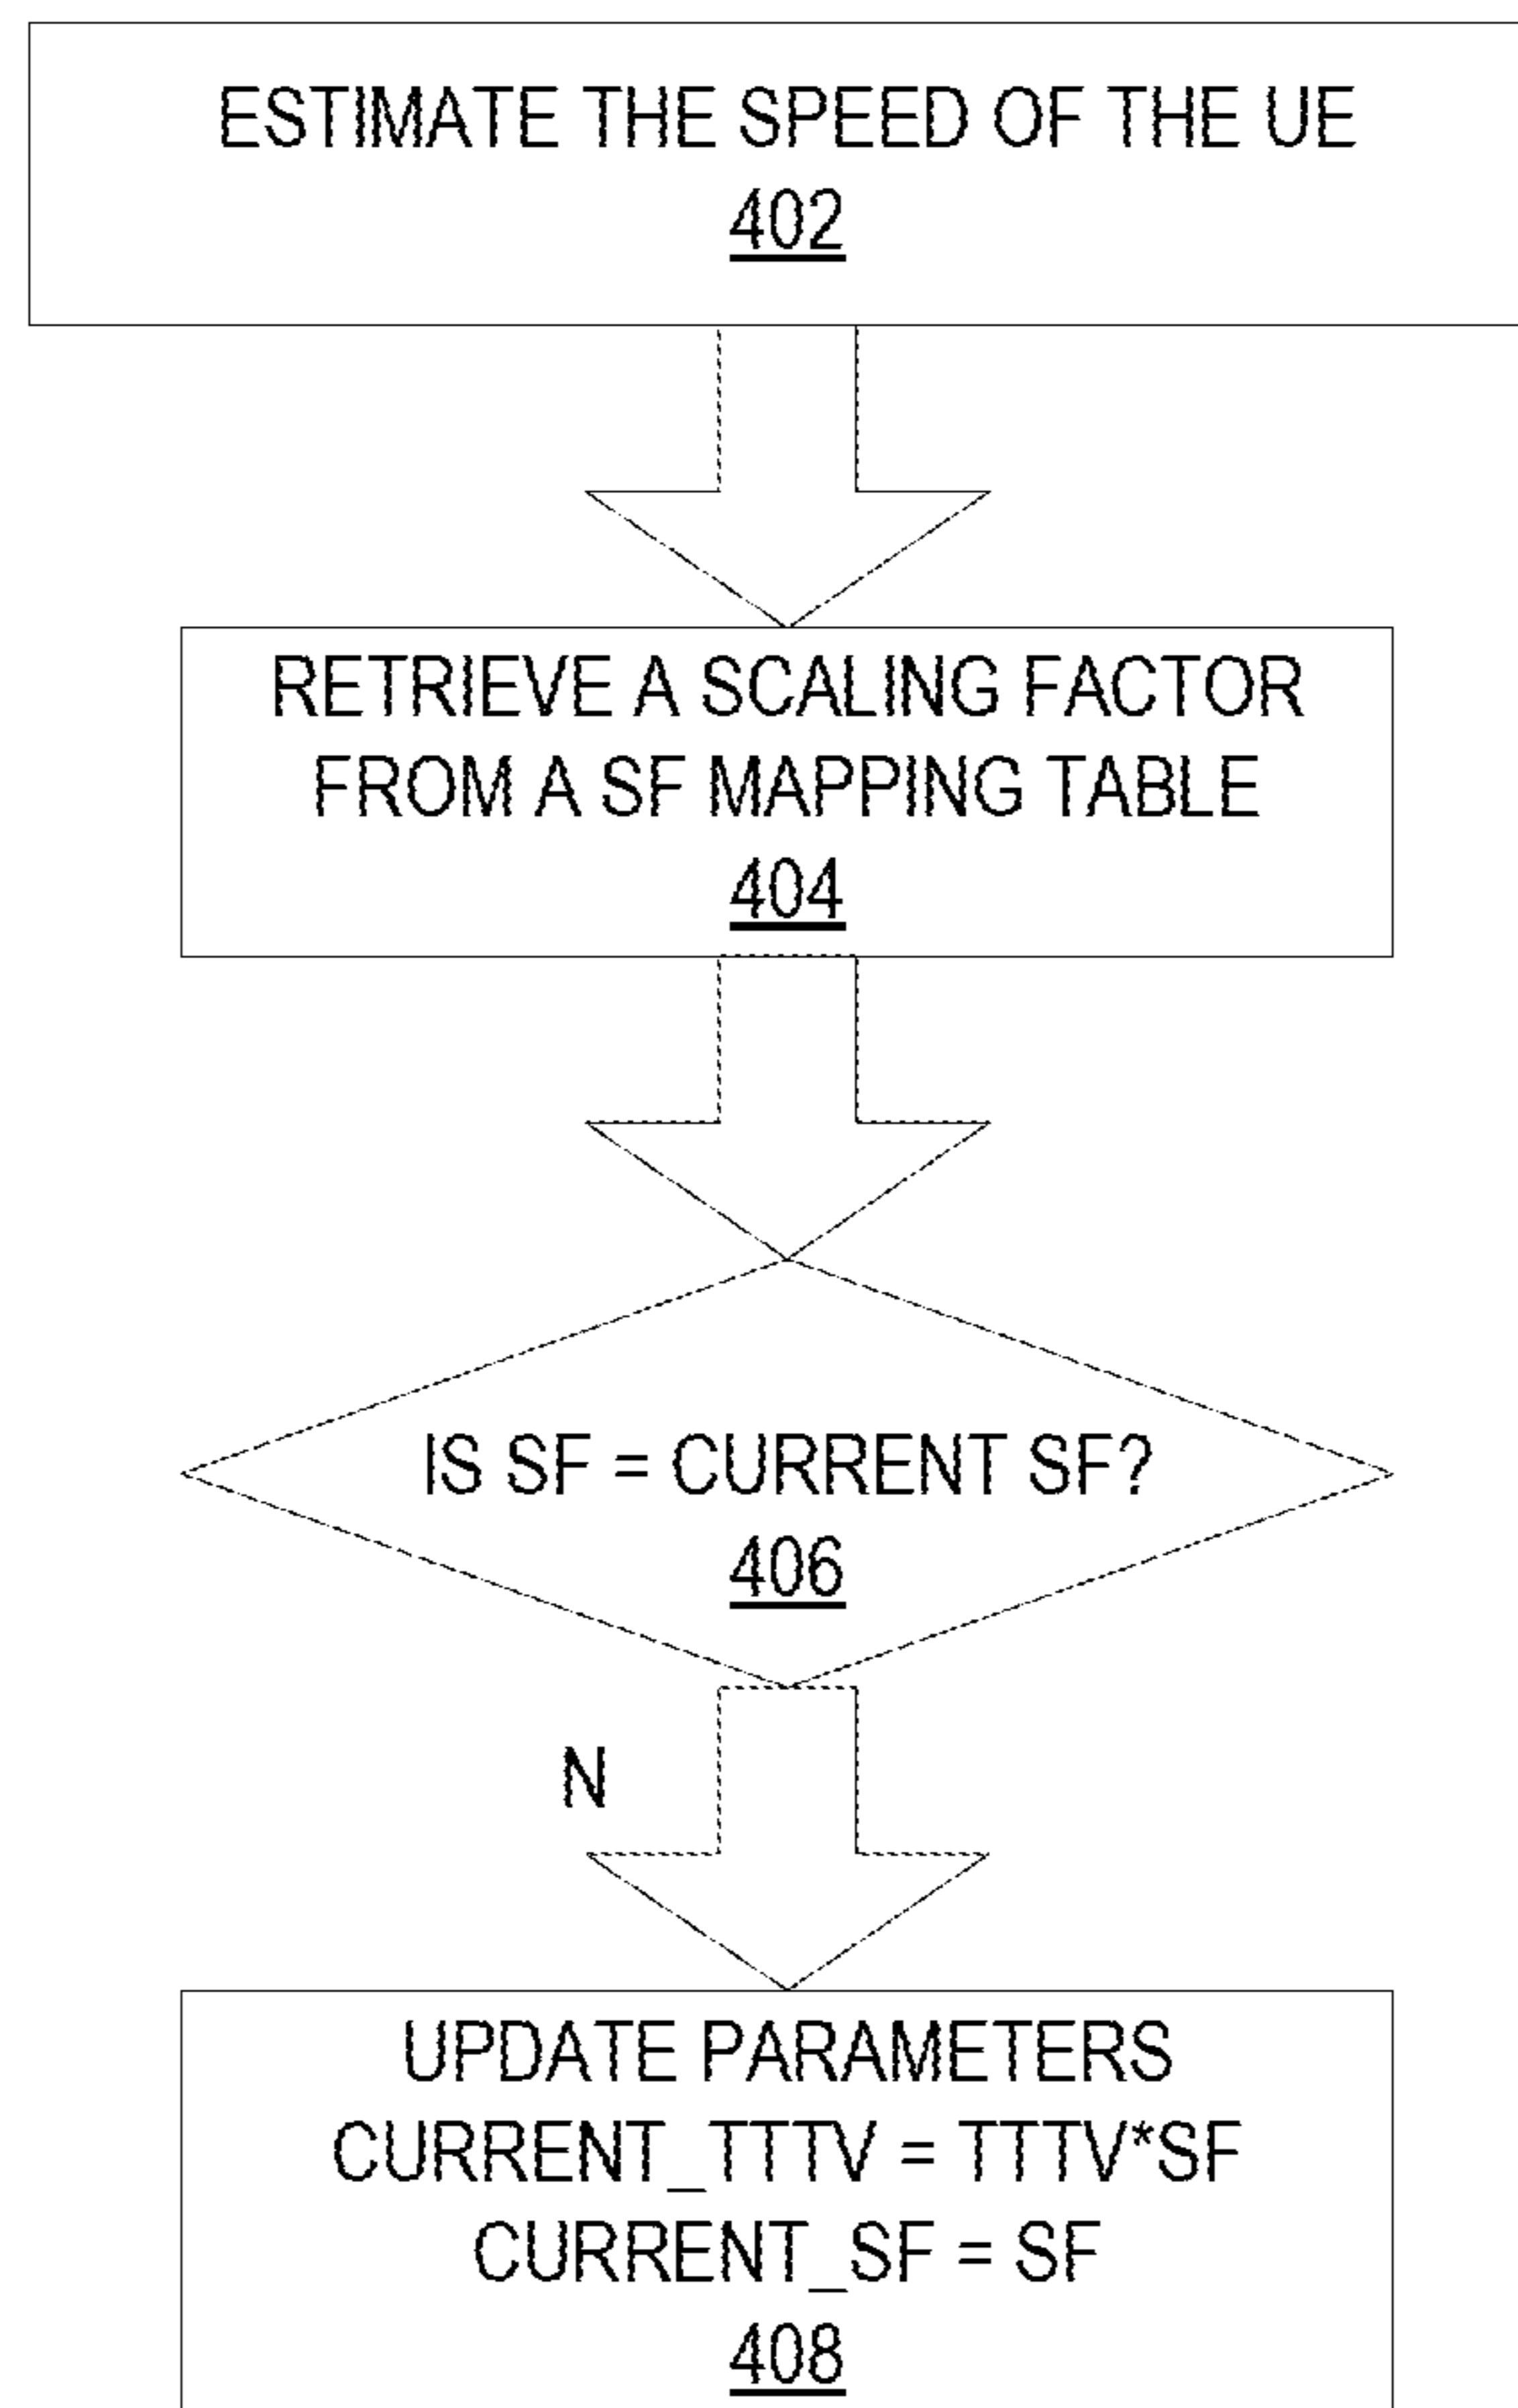 ESTIMATE THE SPEED OF THE UE
402
RETRIEVE A SCALING FACTOR
FROM A SF MAPPING TABLE
404
IS SF = CURRENT SF?
406
N
UPDATE PARAMETERS
CURRENT_TTTV = TTTV*SF
CURRENT_SF = SF
408